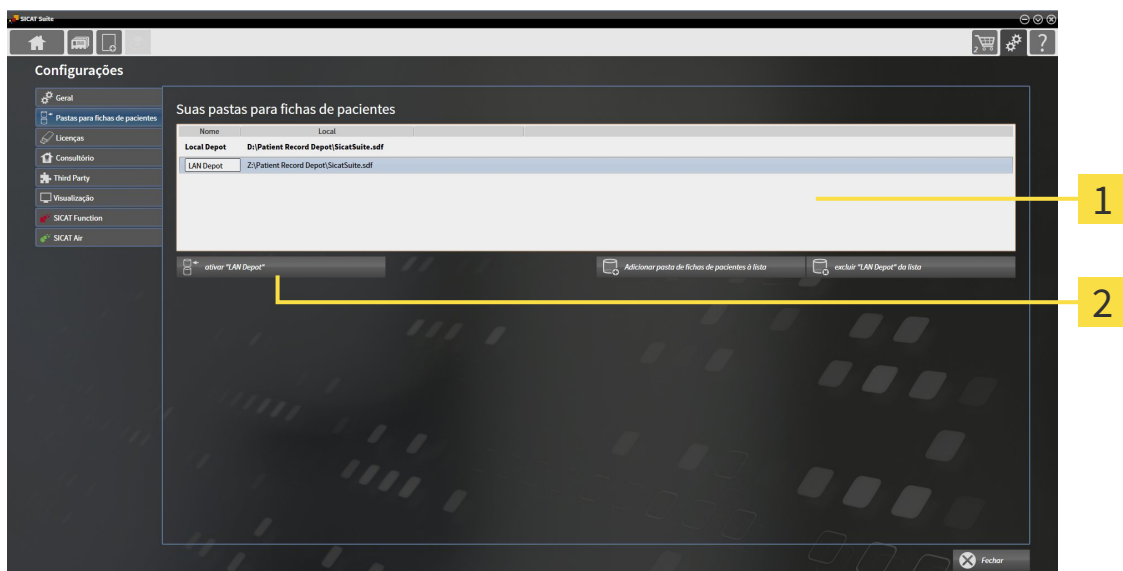 SICAT Suite
2
?
Configurações
Geral
Pastas para fichas de pacientes
Licenças
Consultório
Third Party
Visualização
SICAT Function
SICAT Air
Suas pastas para fichas de pacientes
Nome Local
Local Depot D:\Patient Record Depot\SicatSuite.sdf
LAN Depot Z:\Patient Record Depot\SicatSuite.sdf
1
ativar "LAN Depot" Adicionar pasta de fichas de pacientes à lista excluir "LAN Depot" da lista
2
Fechar